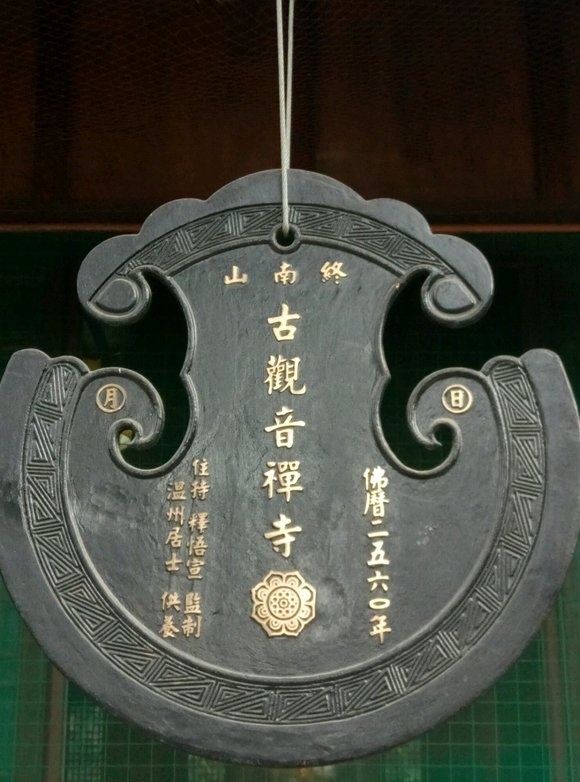 終南山
古觀音禪寺
日
月
佛曆二五六〇年
住持 釋悟宣 監制
溫州居士 供養